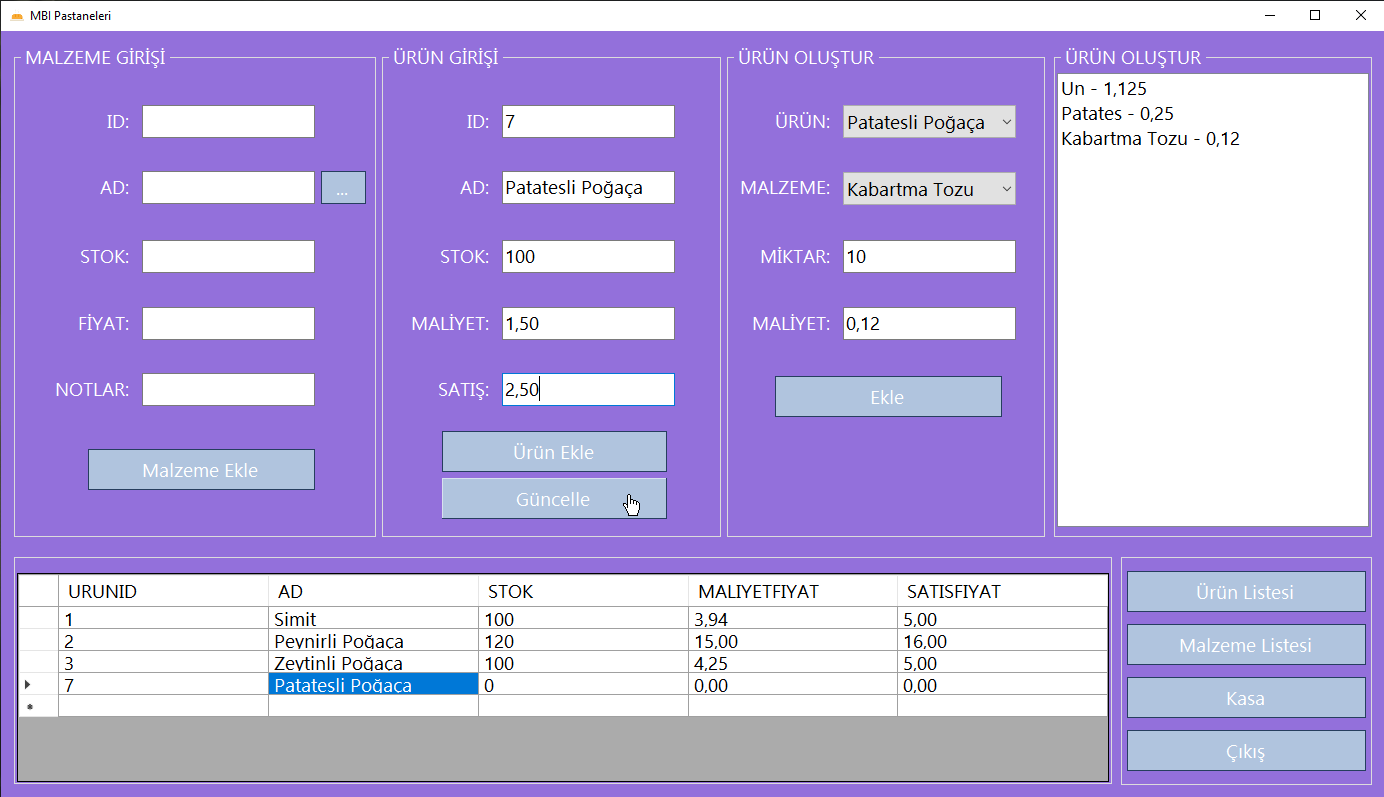 MBI Pastaneleri
MALZEME GİRİŞİ
ID:
AD:
...
STOK:
FİYAT:
NOTLAR:
Malzeme Ekle
ÜRÜN GİRİŞİ
ID: 7
AD: Patatesli Poğaça
STOK: 100
MALİYET: 1,50
SATIŞ: 2,50
Ürün Ekle
Güncelle
ÜRÜN OLUŞTUR
ÜRÜN: Patatesli Poğaça
MALZEME: Kabartma Tozu
MİKTAR: 10
MALİYET: 0,12
Ekle
ÜRÜN OLUŞTUR
Un - 1,125
Patates - 0,25
Kabartma Tozu - 0,12
URUNID AD STOK MALIYETFIYAT SATISFIYAT
1 Simit 100 3,94 5,00
2 Peynirli Poğaca 120 15,00 16,00
3 Zeytinli Poğaca 100 4,25 5,00
7 Patatesli Poğaca 0 0,00 0,00
Ürün Listesi
Malzeme Listesi
Kasa
Çıkış